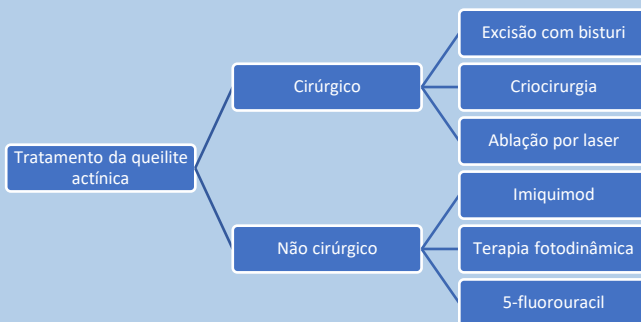 Tratamento da queilite
actínica
Cirúrgico
Excisão com bisturi
Criocirurgia
Ablação por laser
Não cirúrgico
Imiquimod
Terapia fotodinâmica
5-fluorouracil